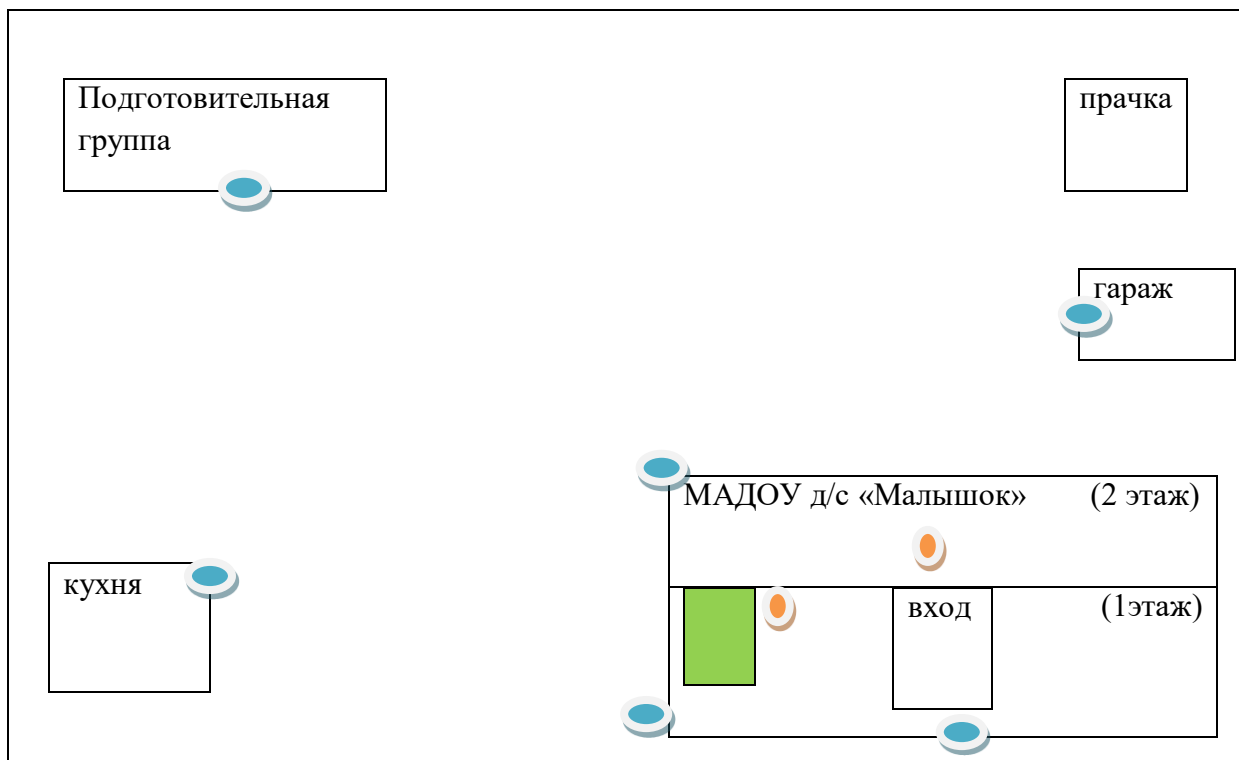 Подготовительная
группа
прачка
гараж
МАДОУ д/с «Малышок» (2 этаж)
кухня
вход (1этаж)